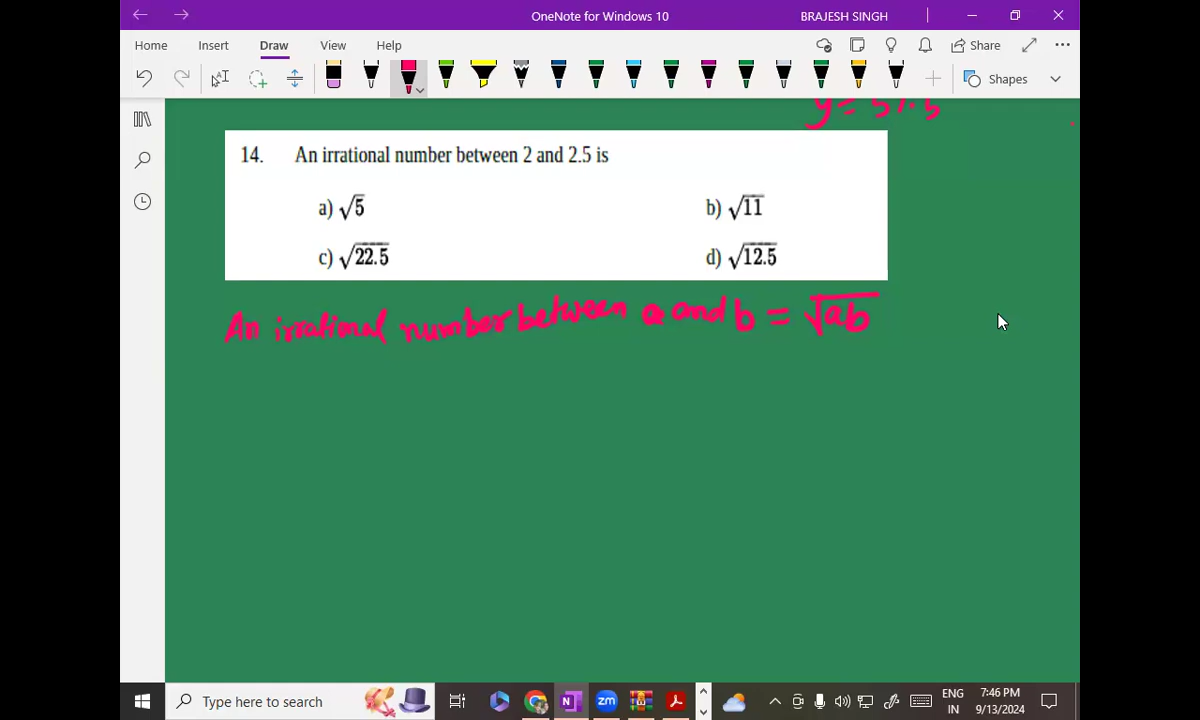 OneNote for Windows 10
BRAJESH SINGH
Home Insert Draw View Help
Share
Shapes
14. An irrational number between 2 and 2.5 is
a) √5
b) √11
c) √22.5
d) √12.5
An irrational number between a and b = √ab
Type here to search
zm
ENG
IN
7:46 PM
9/13/2024